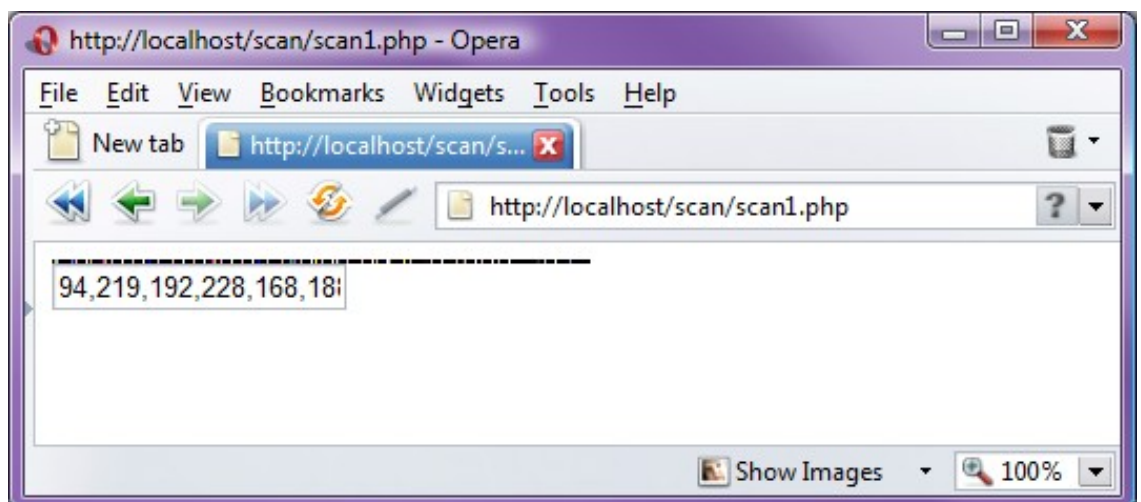 http://localhost/scan/scan1.php - Opera
File Edit View Bookmarks Widgets Tools Help
New tab http://localhost/scan/s...
http://localhost/scan/scan1.php ?
94,219,192,228,168,18
Show Images 100%